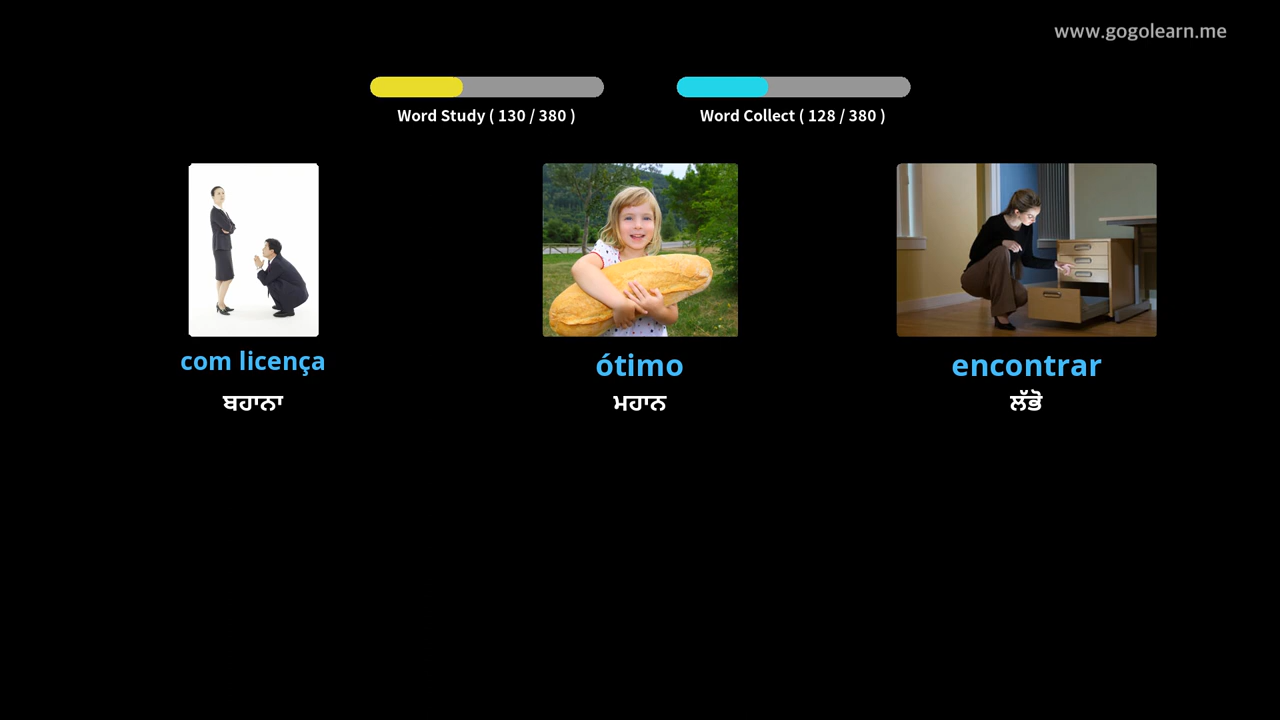 www.gogolearn.me
Word Study ( 130 / 380 )
Word Collect ( 128 / 380 )
com licença
ótimo
encontrar
ਬਹਾਨਾ
ਮਹਾਨ
ਲੱਭੋ